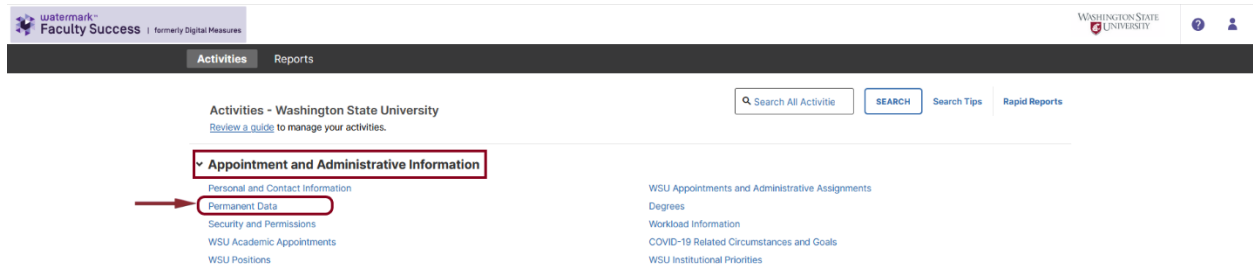 watermark™
Faculty Success | formerly Digital Measures
WASHINGTON STATE
UNIVERSITY
?
Activities
Reports
Activities - Washington State University
Review a guide to manage your activities.
Search All Activitie
SEARCH
Search Tips
Rapid Reports
Appointment and Administrative Information
Personal and Contact Information
Permanent Data
Security and Permissions
WSU Academic Appointments
WSU Positions
WSU Appointments and Administrative Assignments
Degrees
Workload Information
COVID-19 Related Circumstances and Goals
WSU Institutional Priorities